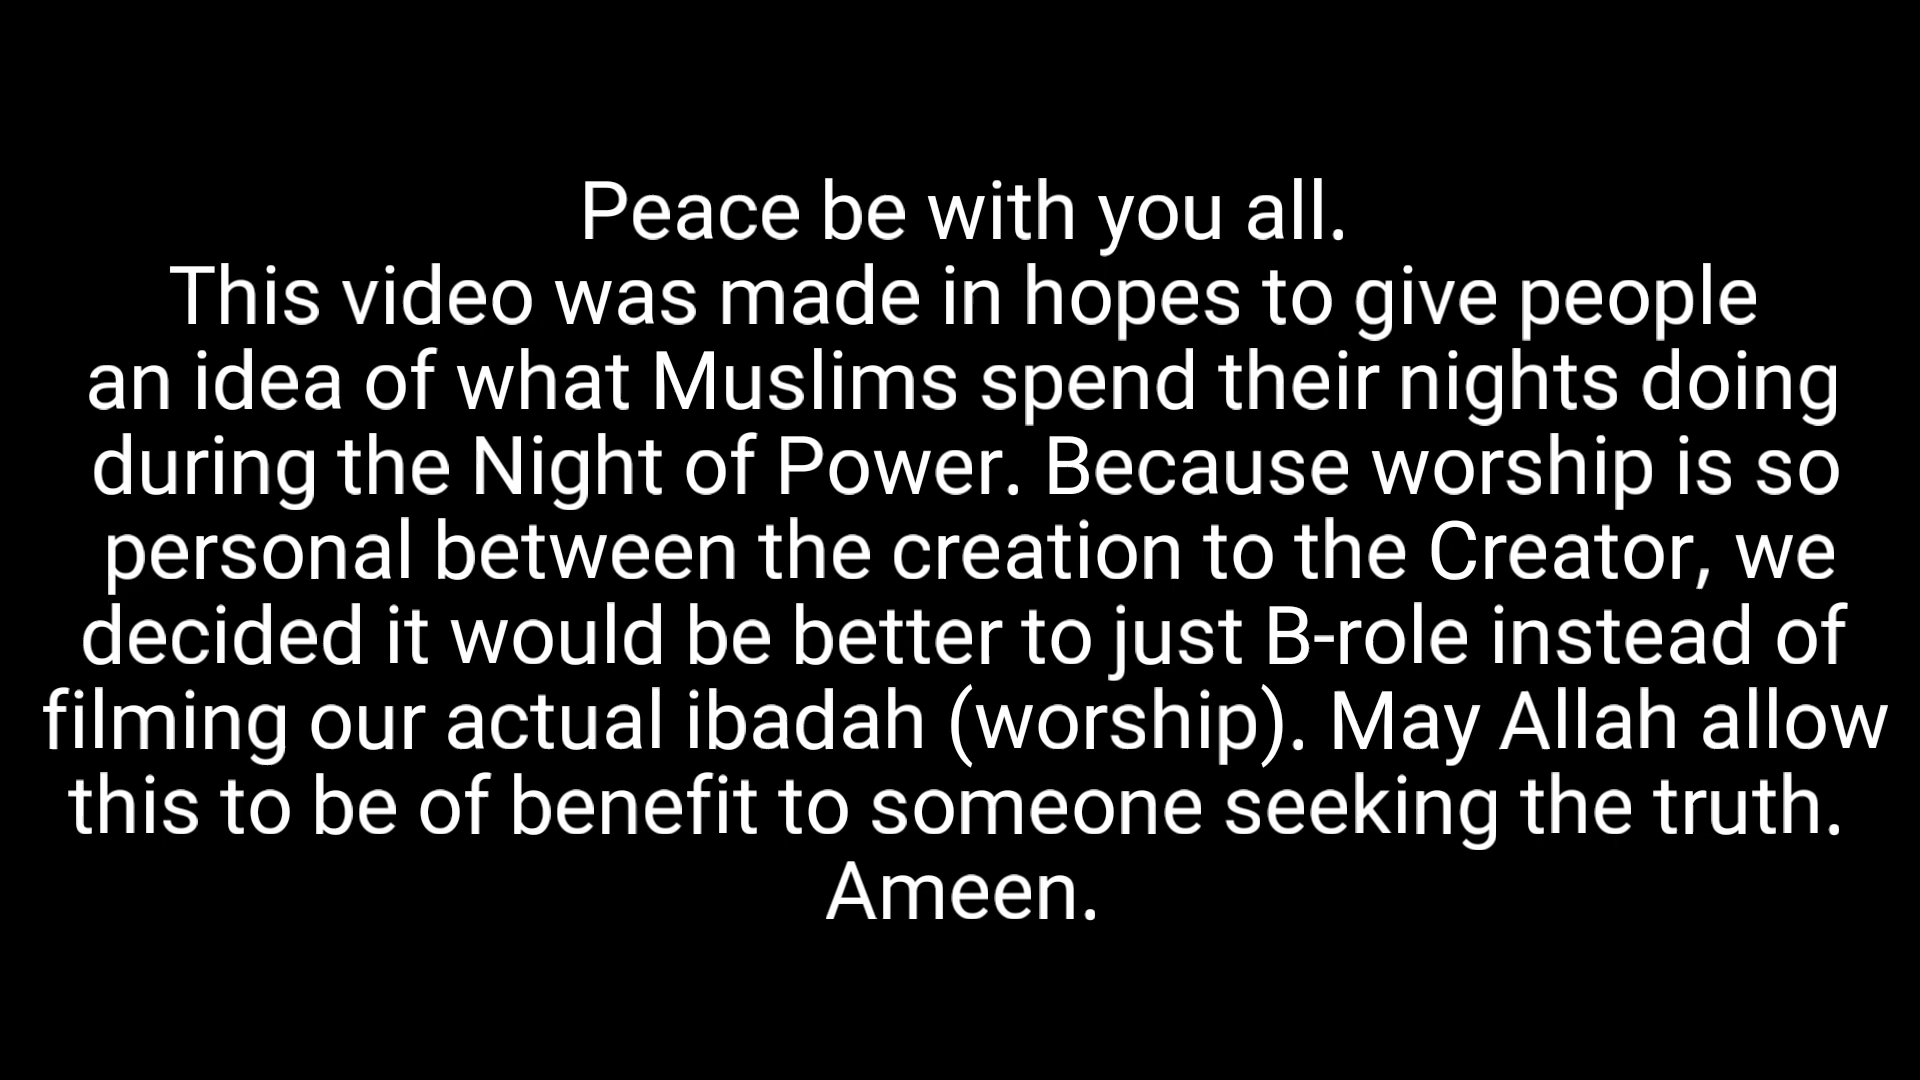 Peace be with you all.
This video was made in hopes to give people
an idea of what Muslims spend their nights doing
during the Night of Power. Because worship is so
personal between the creation to the Creator, we
decided it would be better to just B-role instead of
filming our actual ibadah (worship). May Allah allow
this to be of benefit to someone seeking the truth.
Ameen.